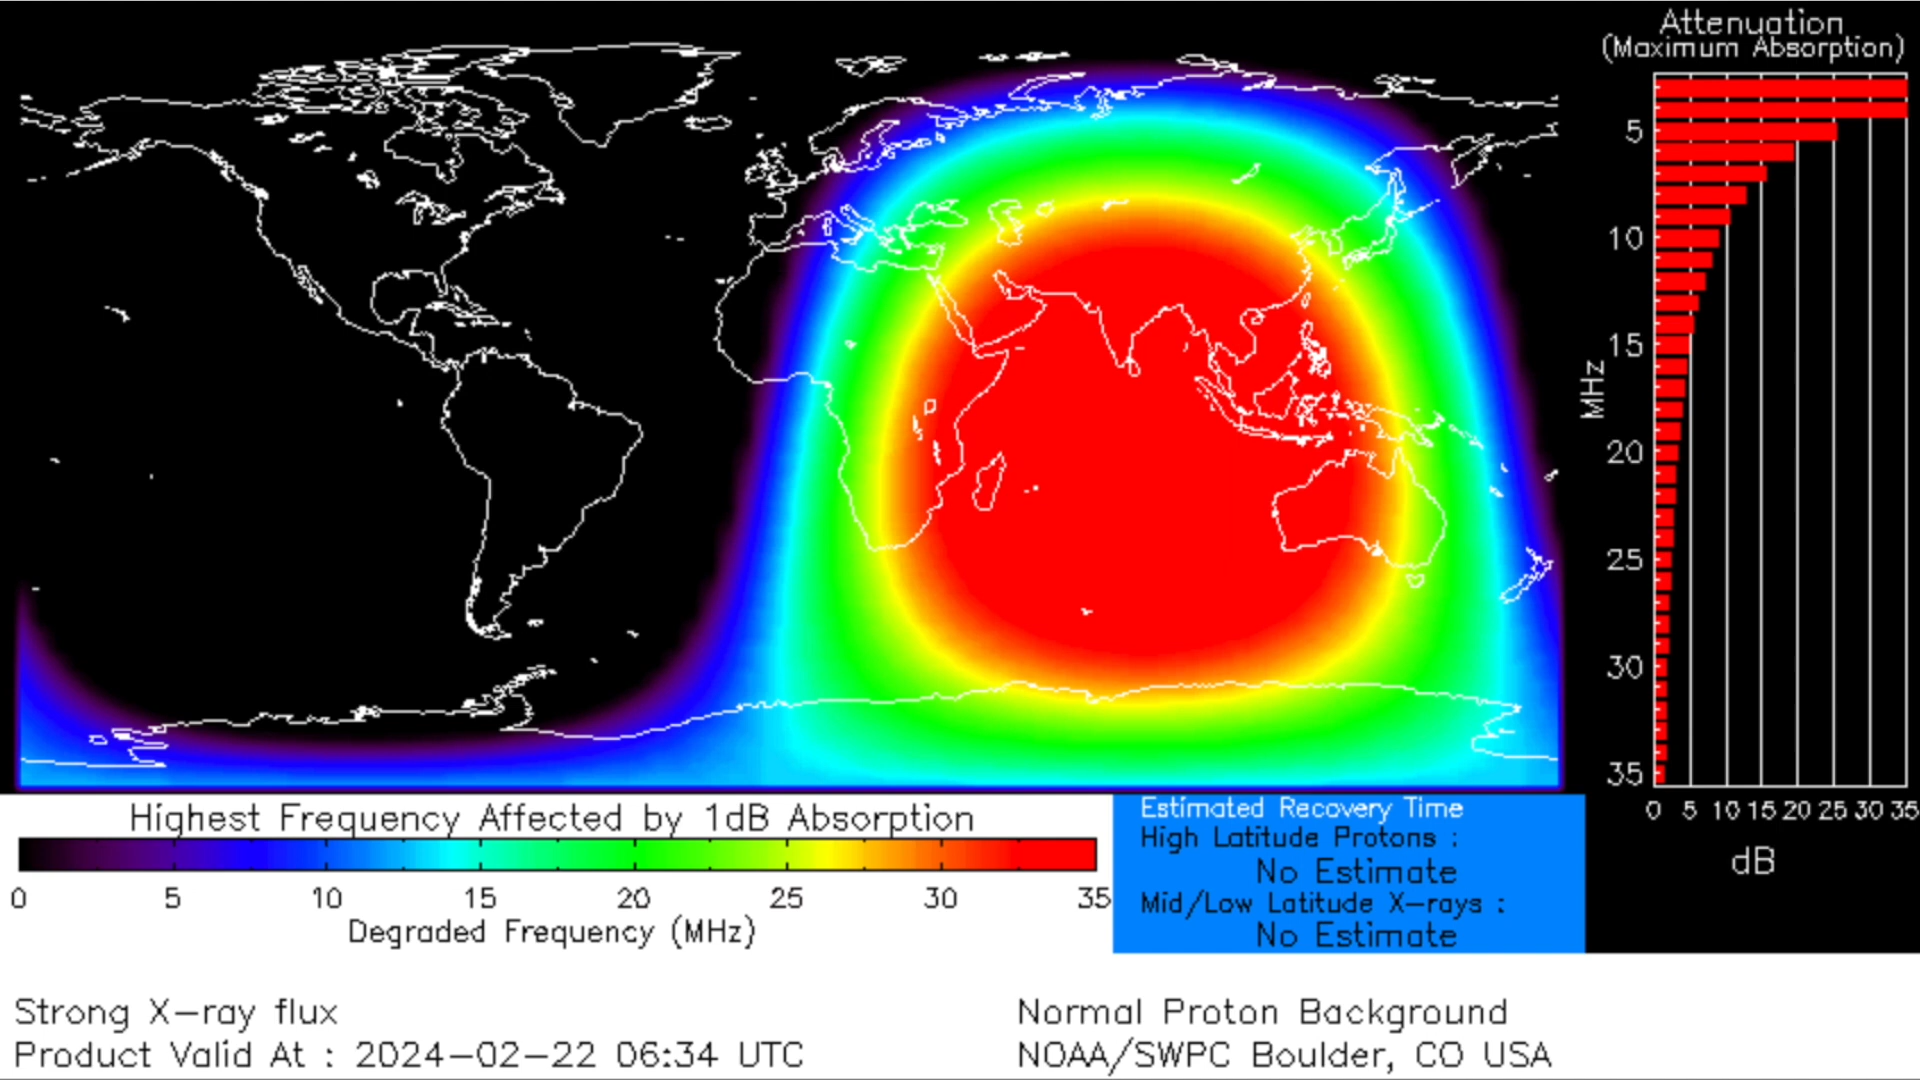 Attenuation
(Maximum Absorption)
5
10
15
20
25
30
35
MHz
0 5 10 15 20 25 30 35
dB
Highest Frequency Affected by 1dB Absorption
0 5 10 15 20 25 30 35
Degraded Frequency (MHz)
Estimated Recovery Time
High Latitude Protons :
No Estimate
Mid/Low Latitude X-rays :
No Estimate
Strong X-ray flux
Normal Proton Background
Product Valid At : 2024-02-22 06:34 UTC
NOAA/SWPC Boulder, CO USA